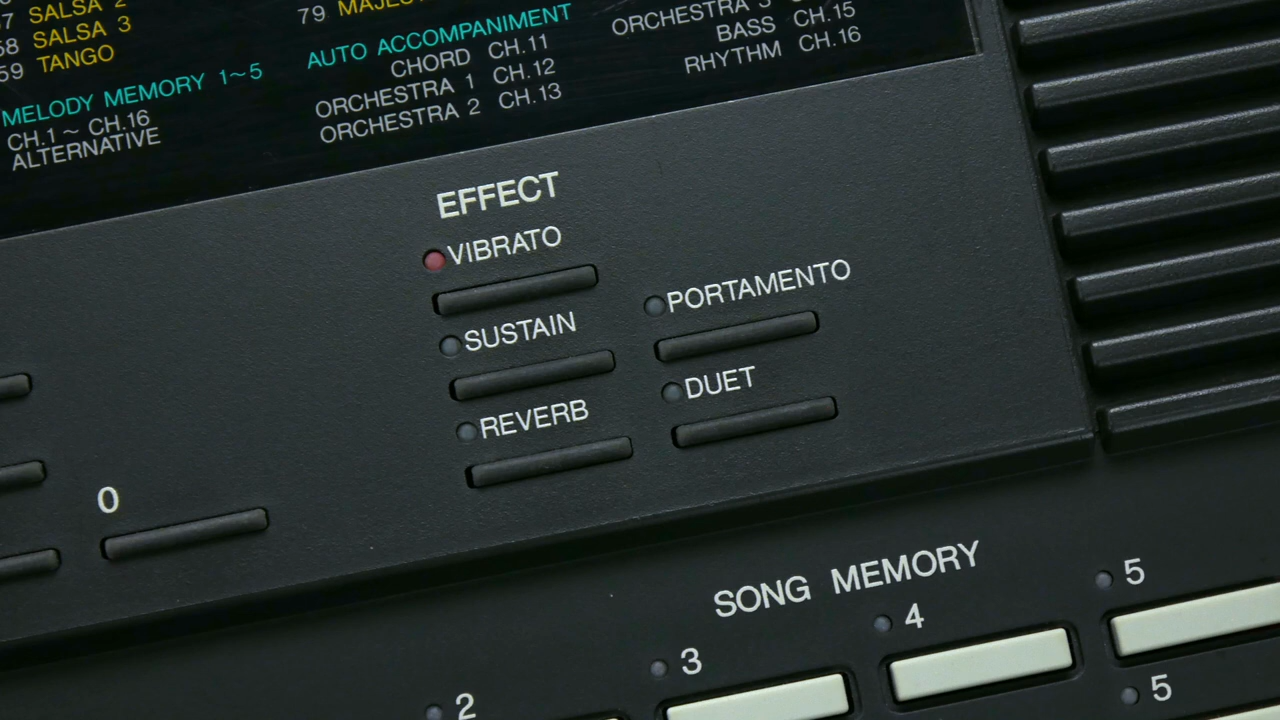 SALSA 2
58 SALSA 3
59 TANGO
MELODY MEMORY 1~5
CH.1 ~ CH.16
ALTERNATIVE
79
AUTO ACCOMPANIMENT
CHORD CH.11
ORCHESTRA 1 CH.12
ORCHESTRA 2 CH.13
ORCHESTRA 3
BASS CH.15
RHYTHM CH.16
EFFECT
VIBRATO
SUSTAIN
REVERB
PORTAMENTO
DUET
0
SONG MEMORY
2
3
4
5
5